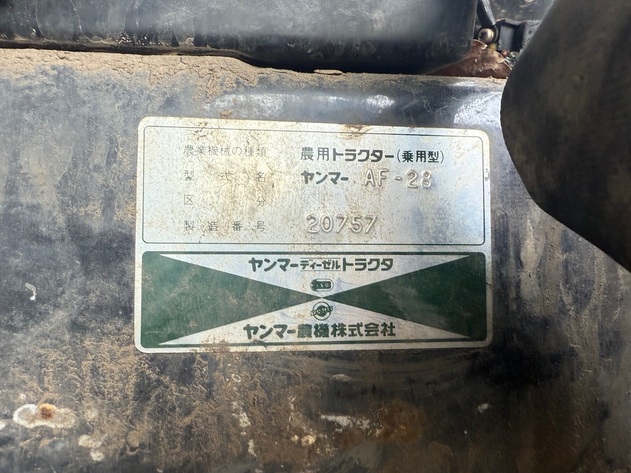 農業機械の種類 農用トラクター(乗用型)
型式名 ヤンマー AF-28
区分
製造番号 20757
ヤンマーディーゼルトラクタ
ヤンマー農機株式会社